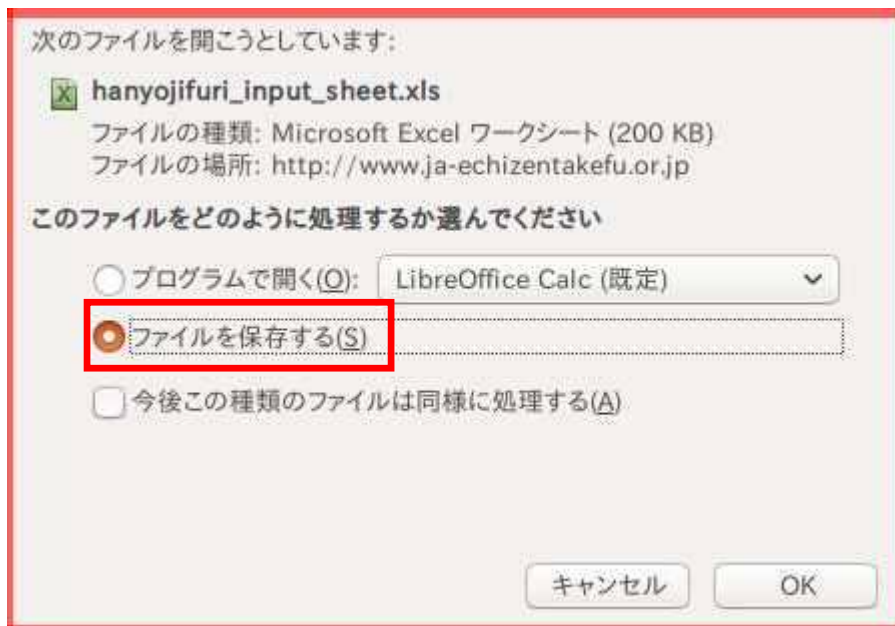 次のファイルを開こうとしています:
hanyojifuri_input_sheet.xls
ファイルの種類: Microsoft Excel ワークシート (200 KB)
ファイルの場所: http://www.ja-echizentakefu.or.jp
このファイルをどのように処理するか選んでください
プログラムで開く(O): LibreOffice Calc (既定)
ファイルを保存する(S)
今後この種類のファイルは同様に処理する(A)
キャンセル OK